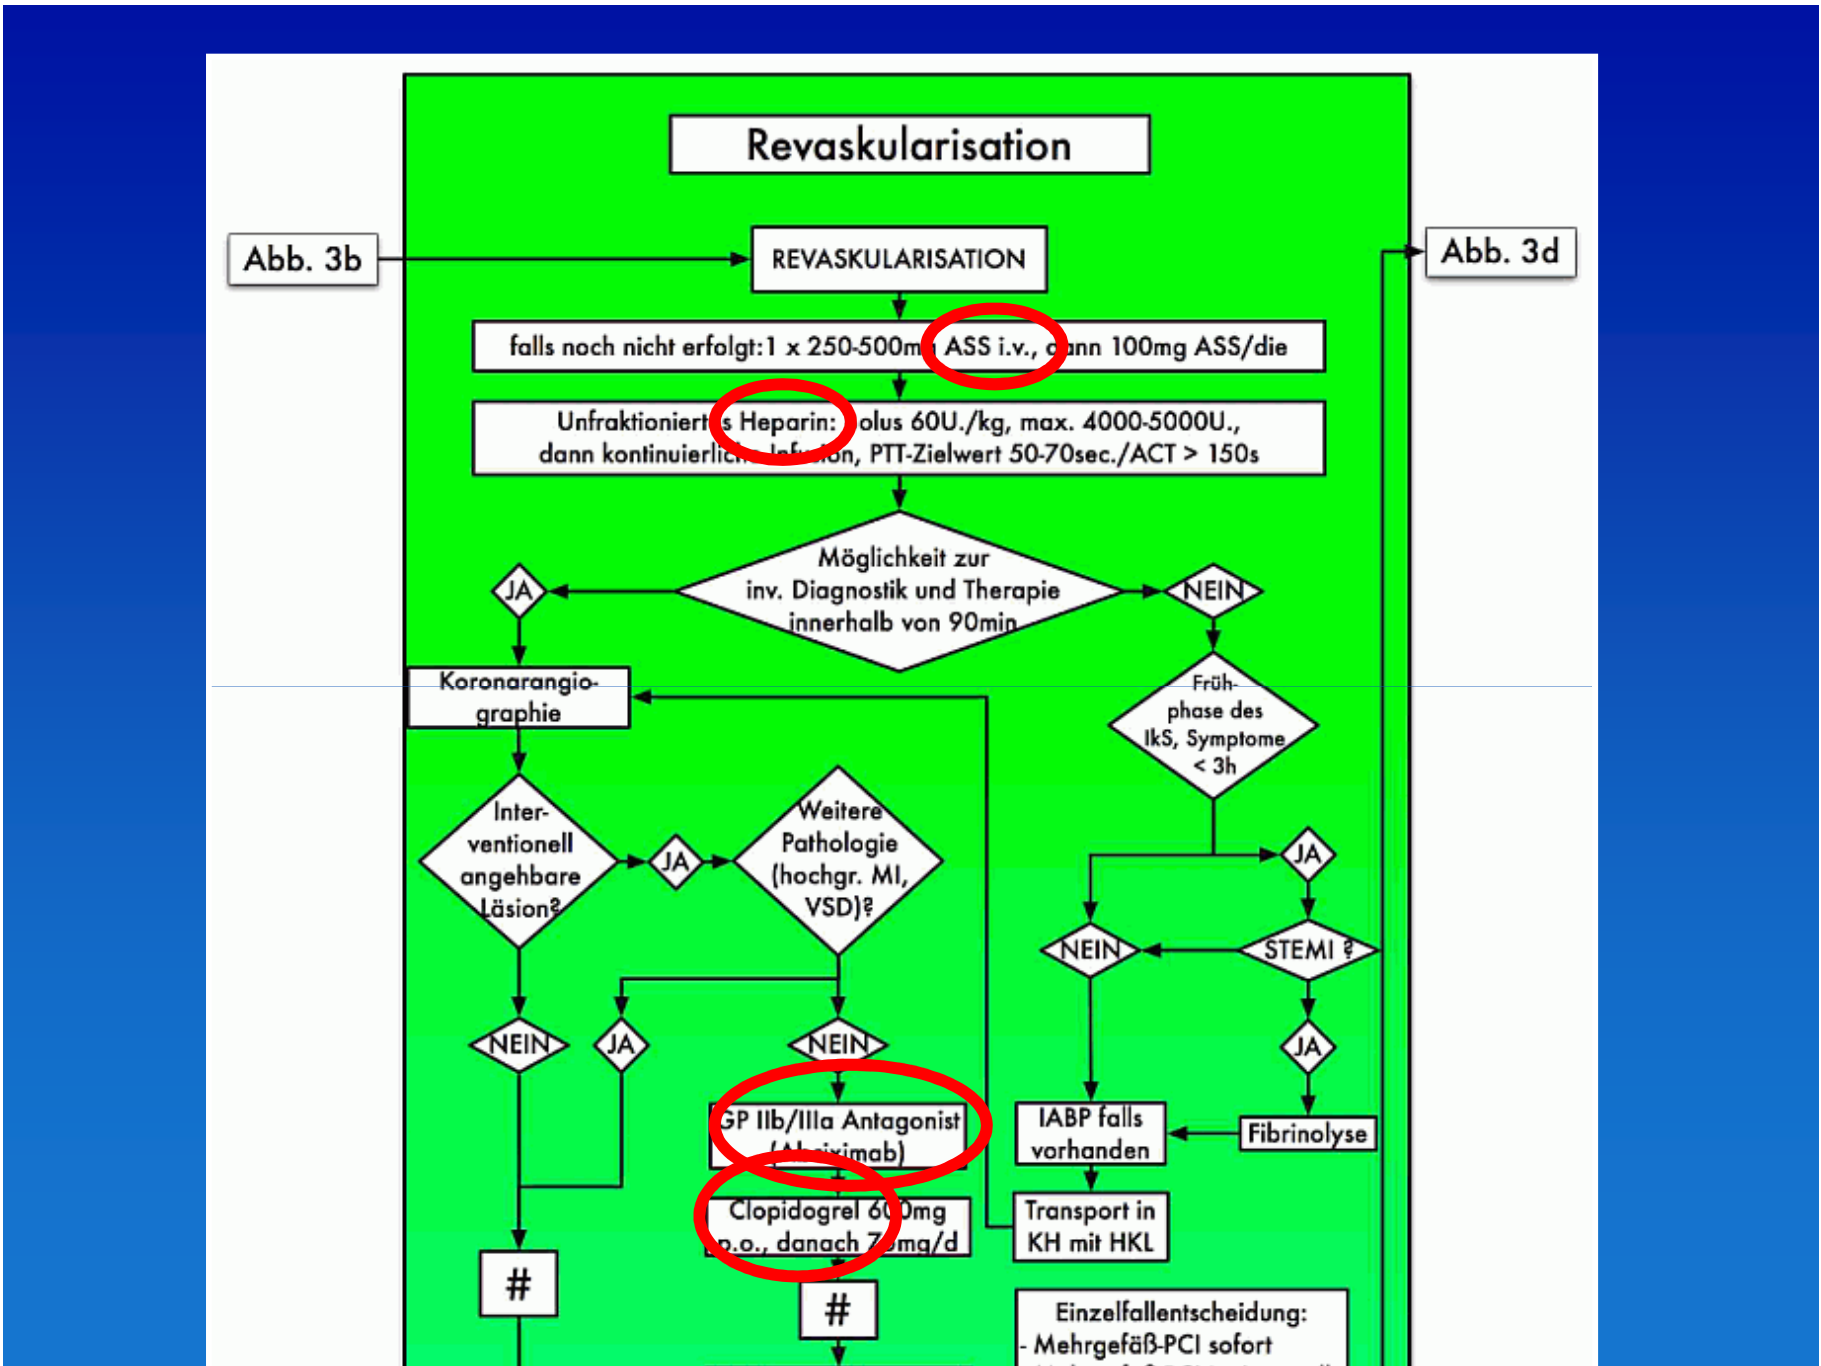 Revaskularisation
Abb. 3b
REVASKULARISATION
Abb. 3d
falls noch nicht erfolgt:1 x 250-500mg ASS i.v., dann 100mg ASS/die
Unfraktioniertes Heparin: Bolus 60U./kg, max. 4000-5000U.,
dann kontinuierliche Infusion, PTT-Zielwert 50-70sec./ACT > 150s
Möglichkeit zur
inv. Diagnostik und Therapie
innerhalb von 90min
JA
NEIN
Koronarangio-
graphie
Früh-
phase des
IkS, Symptome
< 3h
Inter-
ventionell
angehbare
Läsion?
JA
Weitere
Pathologie
(hochgr. MI,
VSD)?
JA
NEIN
STEMI ?
NEIN
JA
NEIN
JA
GP IIb/IIIa Antagonist
(Abciximab)
IABP falls
vorhanden
Fibrinolyse
Clopidogrel 600mg
p.o., danach 75mg/d
Transport in
KH mit HKL
#
#
Einzelfallentscheidung:
- Mehrgefäß-PCI sofort